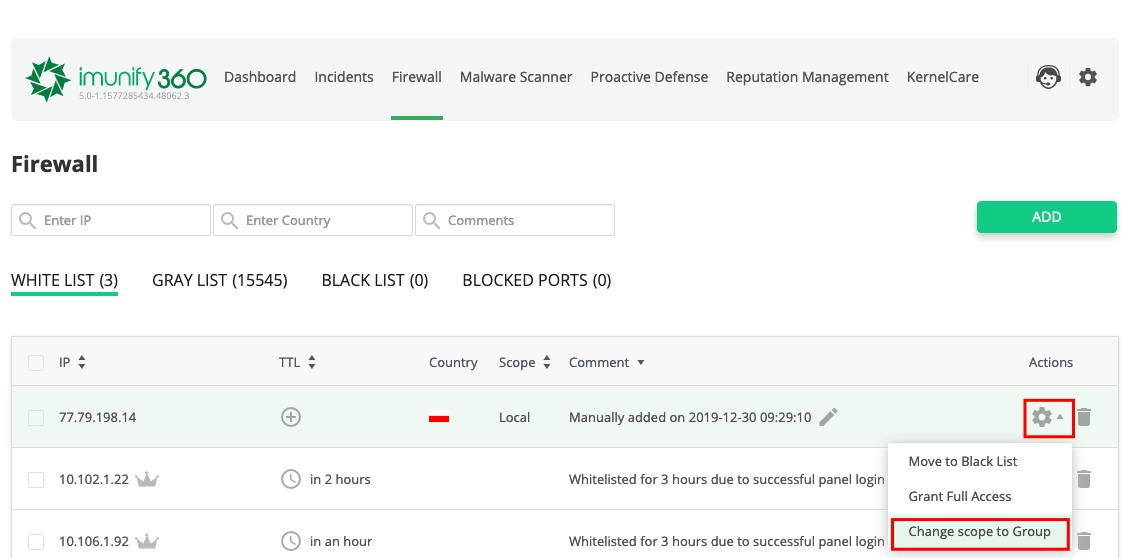 imunify360 Dashboard Incidents Firewall Malware Scanner Proactive Defense Reputation Management KernelCare
5.0-1.1577285434.48062.3
Firewall
Enter IP Enter Country Comments ADD
WHITE LIST (3) GRAY LIST (15545) BLACK LIST (0) BLOCKED PORTS (0)
IP TTL Country Scope Comment Actions
77.79.198.14 Local Manually added on 2019-12-30 09:29:10
Move to Black List
10.102.1.22 in 2 hours Whitelisted for 3 hours due to successful panel login
Grant Full Access
Change scope to Group
10.106.1.92 in an hour Whitelisted for 3 hours due to successful panel login